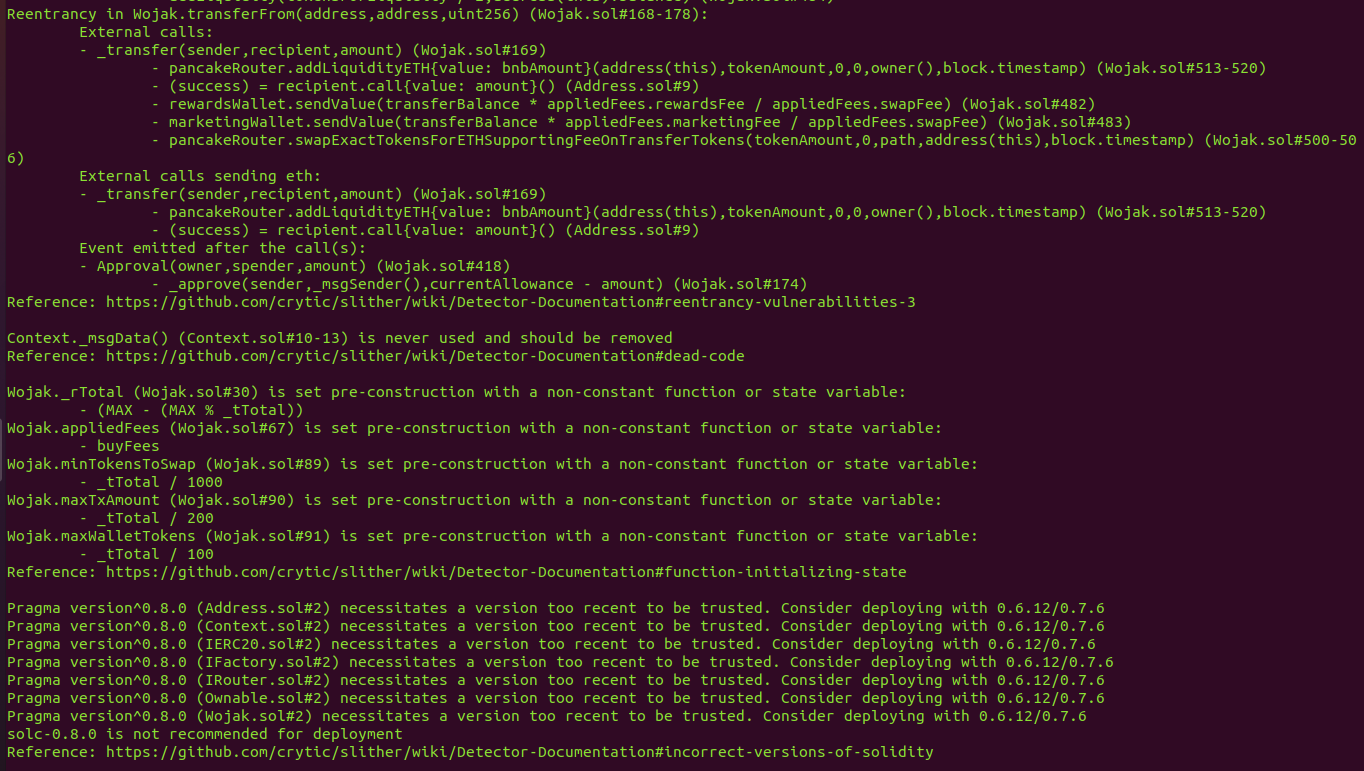 Reentrancy in Wojak.transferFrom(address,address,uint256) (Wojak.sol#168-178):
External calls:
- _transfer(sender,recipient,amount) (Wojak.sol#169)
- pancakeRouter.addLiquidityETH{value: bnbAmount}(address(this),tokenAmount,0,0,owner(),block.timestamp) (Wojak.sol#513-520)
- (success) = recipient.call{value: amount}() (Address.sol#9)
- rewardsWallet.sendValue(transferBalance * appliedFees.rewardsFee / appliedFees.swapFee) (Wojak.sol#482)
- marketingWallet.sendValue(transferBalance * appliedFees.marketingFee / appliedFees.swapFee) (Wojak.sol#483)
- pancakeRouter.swapExactTokensForETHSupportingFeeOnTransferTokens(tokenAmount,0,path,address(this),block.timestamp) (Wojak.sol#500-50
6)
External calls sending eth:
- _transfer(sender,recipient,amount) (Wojak.sol#169)
- pancakeRouter.addLiquidityETH{value: bnbAmount}(address(this),tokenAmount,0,0,owner(),block.timestamp) (Wojak.sol#513-520)
- (success) = recipient.call{value: amount}() (Address.sol#9)
Event emitted after the call(s):
- Approval(owner,spender,amount) (Wojak.sol#418)
- _approve(sender,_msgSender(),currentAllowance - amount) (Wojak.sol#174)
Reference: https://github.com/crytic/slither/wiki/Detector-Documentation#reentrancy-vulnerabilities-3
Context._msgData() (Context.sol#10-13) is never used and should be removed
Reference: https://github.com/crytic/slither/wiki/Detector-Documentation#dead-code
Wojak._rTotal (Wojak.sol#30) is set pre-construction with a non-constant function or state variable:
- (MAX - (MAX % _tTotal))
Wojak.appliedFees (Wojak.sol#67) is set pre-construction with a non-constant function or state variable:
- buyFees
Wojak.minTokensToSwap (Wojak.sol#89) is set pre-construction with a non-constant function or state variable:
- _tTotal / 1000
Wojak.maxTxAmount (Wojak.sol#90) is set pre-construction with a non-constant function or state variable:
- _tTotal / 200
Wojak.maxWalletTokens (Wojak.sol#91) is set pre-construction with a non-constant function or state variable:
- _tTotal / 100
Reference: https://github.com/crytic/slither/wiki/Detector-Documentation#function-initializing-state
Pragma version^0.8.0 (Address.sol#2) necessitates a version too recent to be trusted. Consider deploying with 0.6.12/0.7.6
Pragma version^0.8.0 (Context.sol#2) necessitates a version too recent to be trusted. Consider deploying with 0.6.12/0.7.6
Pragma version^0.8.0 (IERC20.sol#2) necessitates a version too recent to be trusted. Consider deploying with 0.6.12/0.7.6
Pragma version^0.8.0 (IFactory.sol#2) necessitates a version too recent to be trusted. Consider deploying with 0.6.12/0.7.6
Pragma version^0.8.0 (IRouter.sol#2) necessitates a version too recent to be trusted. Consider deploying with 0.6.12/0.7.6
Pragma version^0.8.0 (Ownable.sol#2) necessitates a version too recent to be trusted. Consider deploying with 0.6.12/0.7.6
Pragma version^0.8.0 (Wojak.sol#2) necessitates a version too recent to be trusted. Consider deploying with 0.6.12/0.7.6
solc-0.8.0 is not recommended for deployment
Reference: https://github.com/crytic/slither/wiki/Detector-Documentation#incorrect-versions-of-solidity